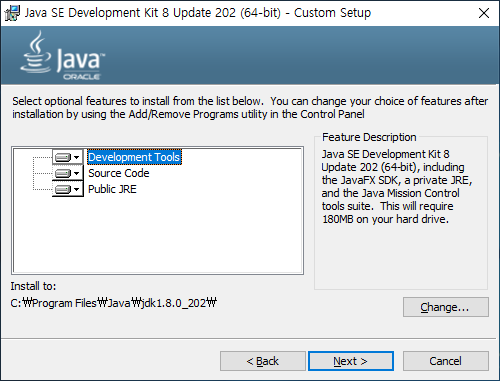 Java SE Development Kit 8 Update 202 (64-bit) - Custom Setup
Java
ORACLE
Select optional features to install from the list below.  You can change your choice of features after
installation by using the Add/Remove Programs utility in the Control Panel
Development Tools
Source Code
Public JRE
Feature Description
Java SE Development Kit 8
Update 202 (64-bit), including
the JavaFX SDK, a private JRE,
and the Java Mission Control
tools suite.  This will require
180MB on your hard drive.
Install to:
C:₩Program Files₩Java₩jdk1.8.0_202₩
Change...
< Back
Next >
Cancel